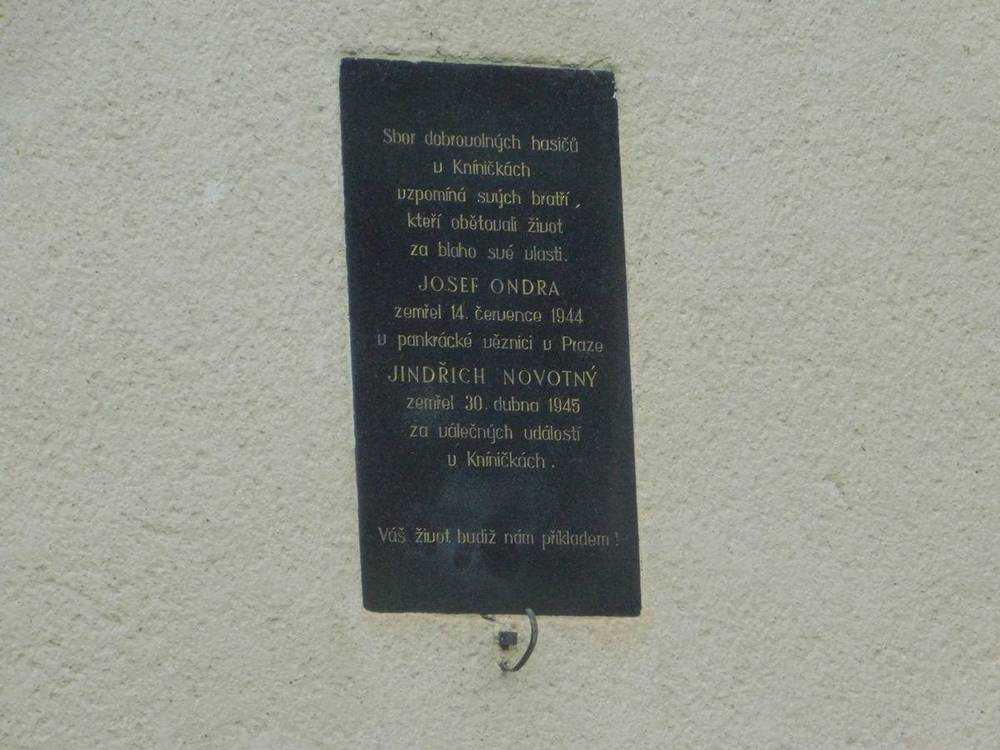 Sbor dobrovolných hasičů
v Kníničkách
vzpomíná svých bratří,
kteří obětovali život
za blaho své vlasti.
JOSEF ONDRA
zemřel 14. července 1944
v pankrácké věznici v Praze
JINDŘICH NOVOTNÝ
zemřel 30. dubna 1945
za válečných událostí
v Kníničkách.
Váš život budiž nám příkladem!